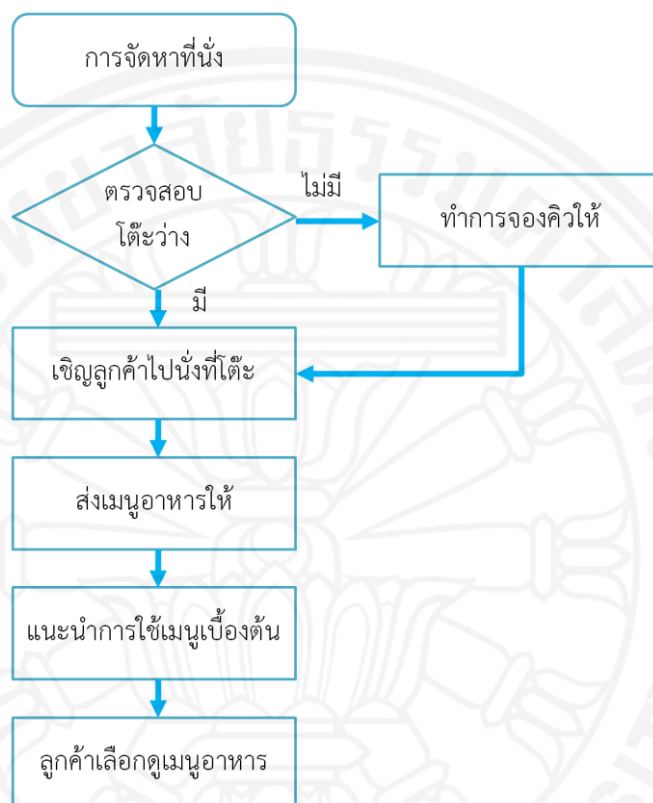 การจัดหาที่นั่ง
ตรวจสอบ
โต๊ะว่าง
ไม่มี
ทำการจองคิวให้
มี
เชิญลูกค้าไปนั่งที่โต๊ะ
ส่งเมนูอาหารให้
แนะนำการใช้เมนูเบื้องต้น
ลูกค้าเลือกดูเมนูอาหาร